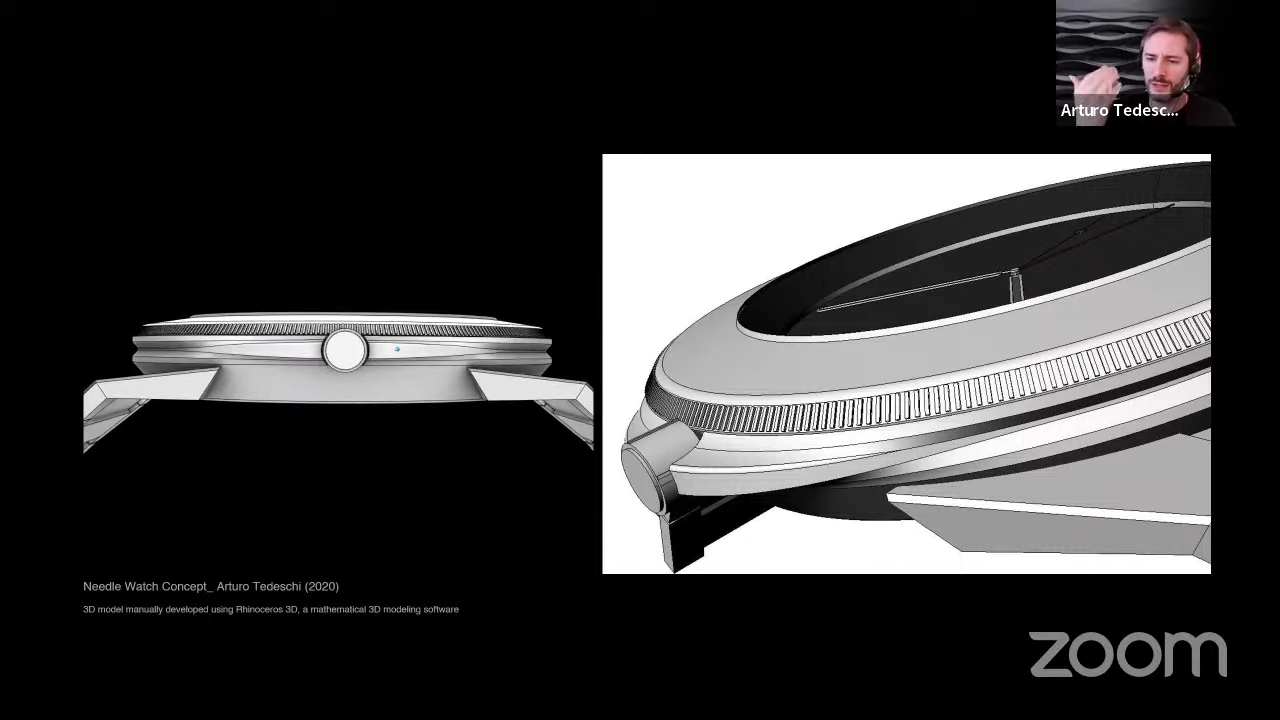 Arturo Tedesc...
Needle Watch Concept_ Arturo Tedeschi (2020)
3D model manually developed using Rhinoceros 3D, a mathematical 3D modeling software
zoom